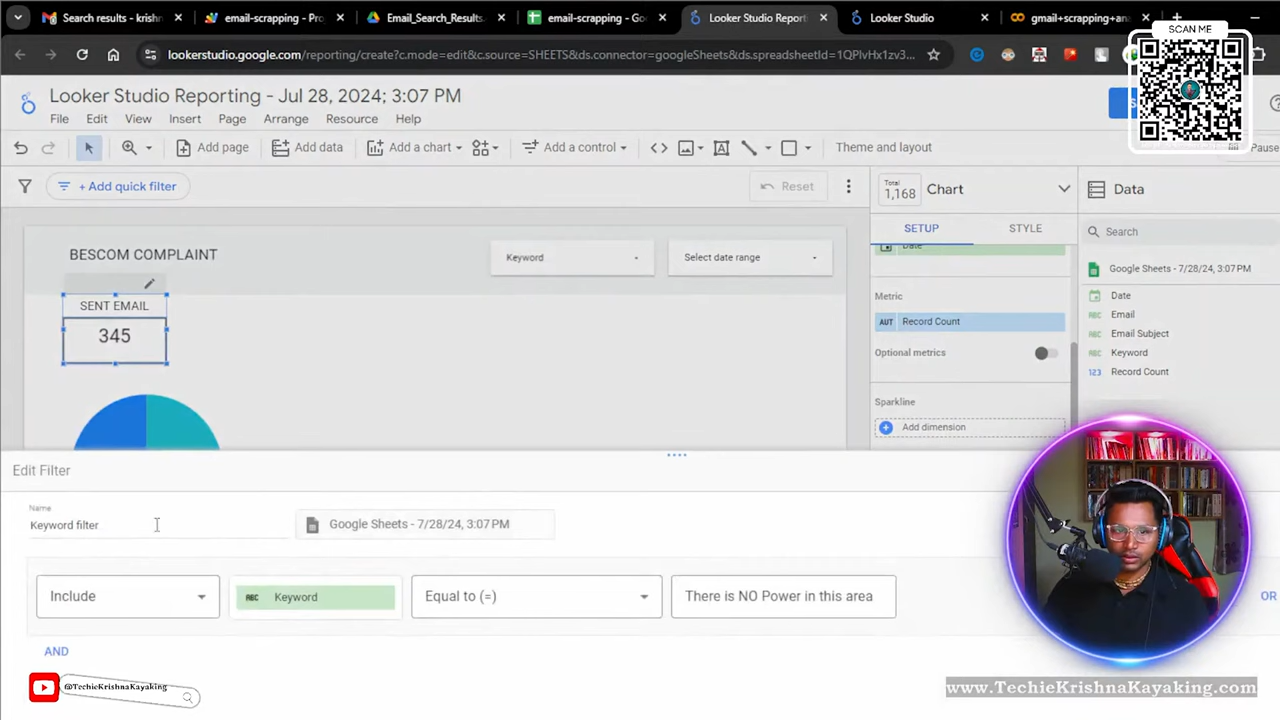 Search results - krishn
email-scrapping - Pro
Email_Search_Results
email-scrapping - Goo
Looker Studio Report
Looker Studio
gmail+scrapping+an
SCAN ME
lookerstudio.google.com/reporting/create?c.mode=edit&c.source=SHEETS&ds.connector=googleSheets&ds.spreadsheetId=1QPlvHx1zv3...
Looker Studio Reporting - Jul 28, 2024; 3:07 PM
File Edit View Insert Page Arrange Resource Help
Add page
Add data
Add a chart
Add a control
Theme and layout
Pause
+ Add quick filter
Reset
Total
1,168
Chart
Data
SETUP
STYLE
Search
BESCOM COMPLAINT
Keyword
Select date range
Date
Google Sheets - 7/28/24, 3:07 PM
SENT EMAIL
345
Metric
AUT Record Count
Optional metrics
Sparkline
Add dimension
Date
ABC Email
ABC Email Subject
ABC Keyword
123 Record Count
Edit Filter
Name
Keyword filter
Google Sheets - 7/28/24, 3:07 PM
Include
ABC Keyword
Equal to (=)
There is NO Power in this area
OR
AND
@TechieKrishnaKayaking
www.TechieKrishnaKayaking.com